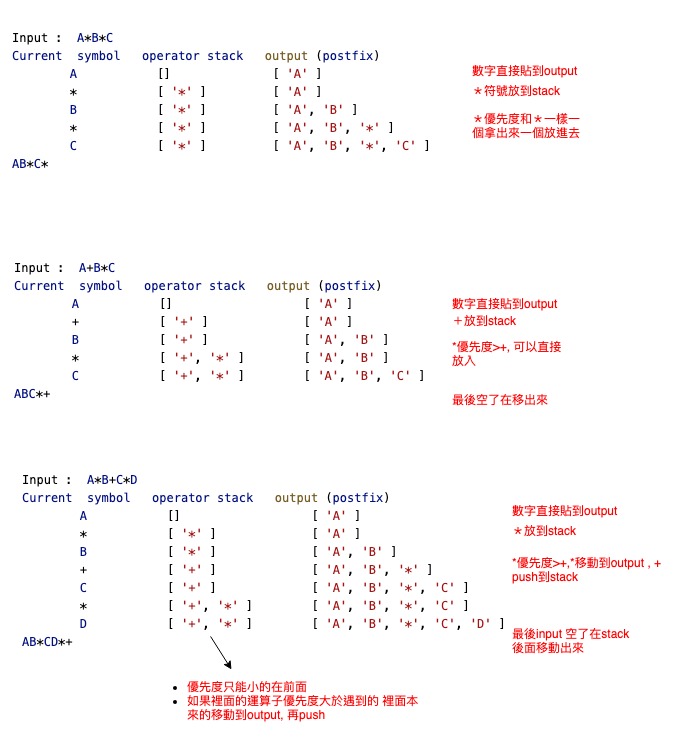 Input :  A*B*C
Current  symbol   operator stack   output (postfix)
A   []   [ 'A' ]   數字直接貼到output
*   [ '*' ]   [ 'A' ]   *符號放到stack
B   [ '*' ]   [ 'A', 'B' ]   *優先度和*一樣一
*   [ '*' ]   [ 'A', 'B', '*' ]   個拿出來一個放進去
C   [ '*' ]   [ 'A', 'B', '*', 'C' ]
AB*C*
Input :  A+B*C
Current  symbol   operator stack   output (postfix)
A   []   [ 'A' ]   數字直接貼到output
+   [ '+' ]   [ 'A' ]   +放到stack
B   [ '+' ]   [ 'A', 'B' ]   *優先度>+, 可以直接
*   [ '+', '*' ]   [ 'A', 'B' ]   放入
C   [ '+', '*' ]   [ 'A', 'B', 'C' ]
ABC*+   最後空了在移出來
Input :  A*B+C*D
Current  symbol   operator stack   output (postfix)
A   []   [ 'A' ]   數字直接貼到output
*   [ '*' ]   [ 'A' ]   *放到stack
B   [ '*' ]   [ 'A', 'B' ]
+   [ '+' ]   [ 'A', 'B', '*' ]   *優先度>+,*移動到output , +
C   [ '+' ]   [ 'A', 'B', '*', 'C' ]   push到stack
*   [ '+', '*' ]   [ 'A', 'B', '*', 'C' ]
D   [ '+', '*' ]   [ 'A', 'B', '*', 'C', 'D' ]   最後input 空了在stack
AB*CD*+   後面移動出來
• 優先度只能小的在前面
• 如果裡面的運算子優先度大於遇到的 裡面本
來的移動到output, 再push